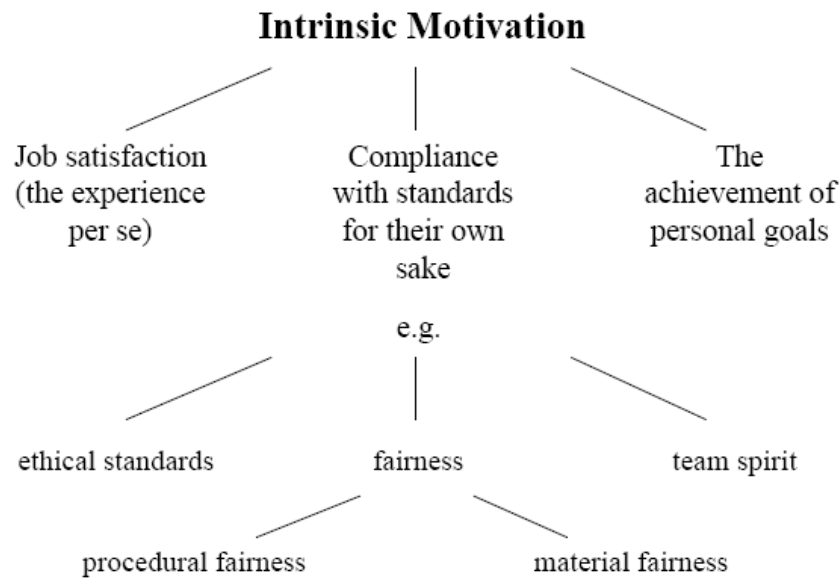 Intrinsic Motivation
Job satisfaction
(the experience
per se)
Compliance
with standards
for their own
sake
The
achievement of
personal goals
e.g.
ethical standards
fairness
team spirit
procedural fairness
material fairness